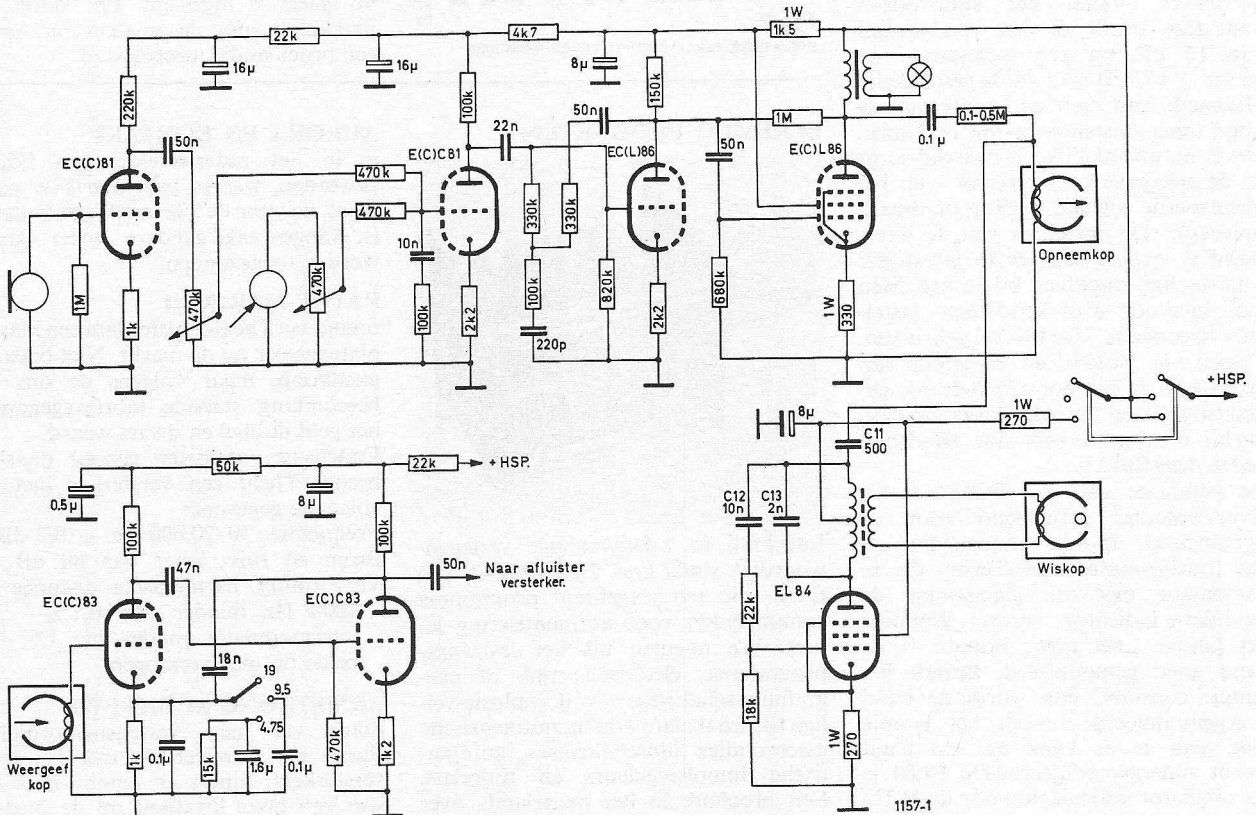 1W
22k
4k7
1k5
16µ
16µ
8µ
220k
100k
150k
50n
1M
EC(C)81
50n
E(C)C81
22n
EC(L)86
50n
E(C)L86
0.1µ
0.1-0.5M
470k
470k
10n
330k
330k
Opneemkop
1M
470k
470k
100k
820k
680k
1W
330
1k
100k
2k2
220p
2k2
+HSP.
8µ
1W
270
C11
500
50k
22k
+HSP.
0.5µ
8µ
C12
10n
C13
2n
100k
100k
Wiskop
47n
50n
Naar afluister
versterker.
EC(C)83
E(C)C83
EL 84
22k
18n
19
9.5
4.75
18k
Weergeef
kop
1k
0.1µ
15k
1.6µ
0.1µ
470k
1k2
1W
270
1157-1